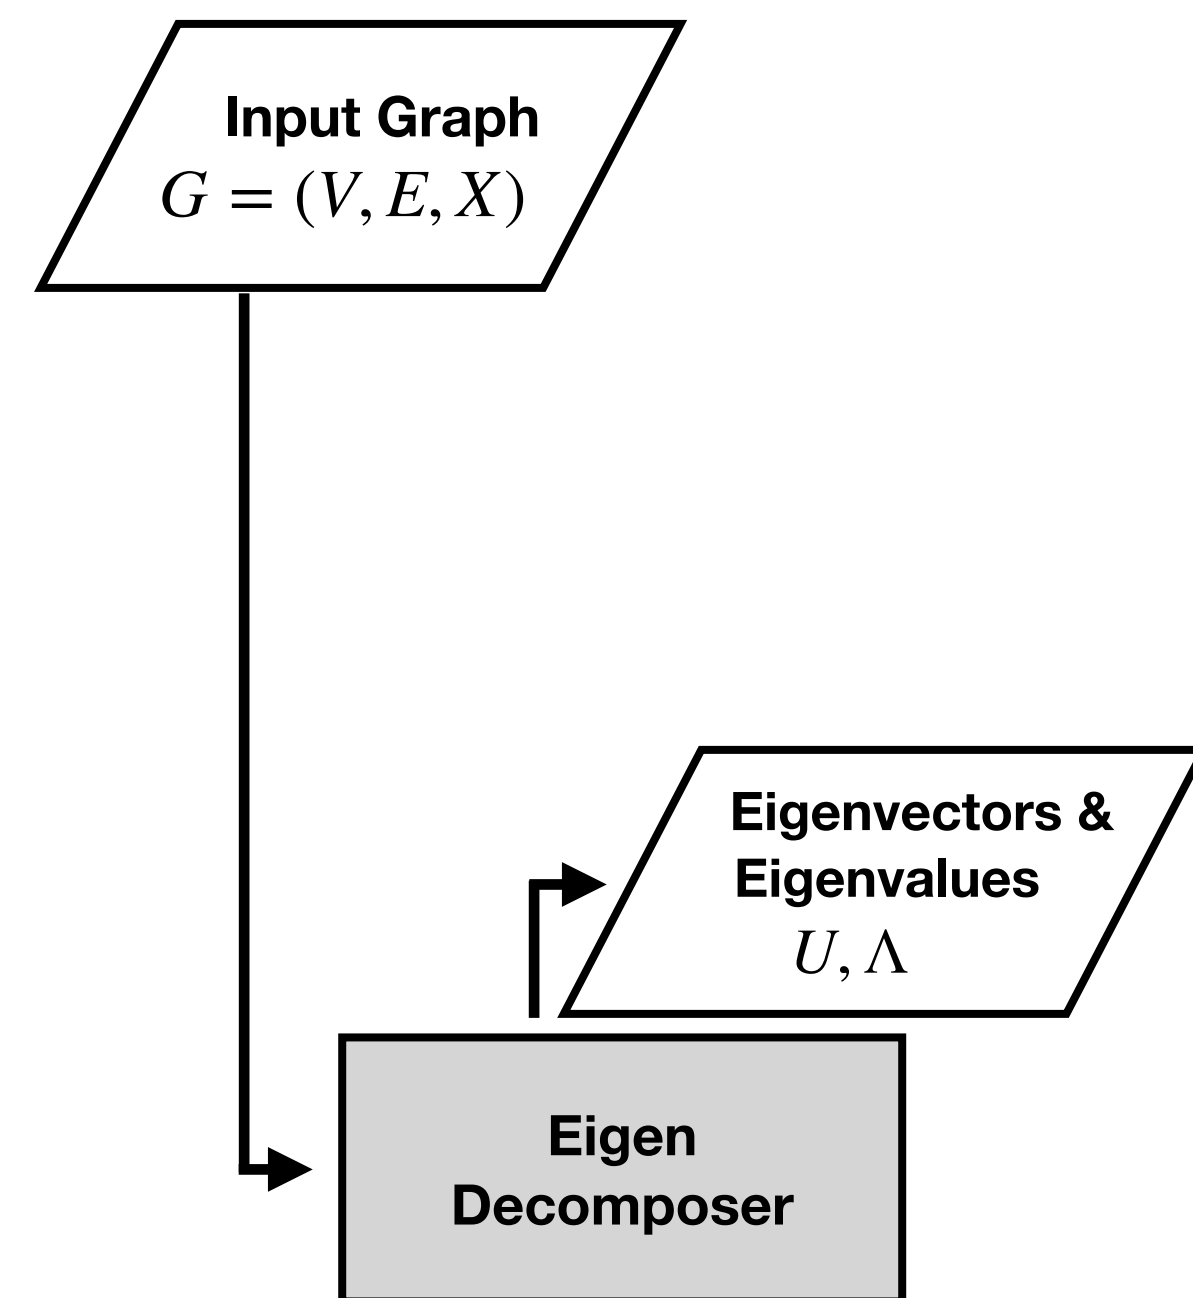 Input Graph
G = (V, E, X)
Eigenvectors &
Eigenvalues
U, Λ
Eigen
Decomposer